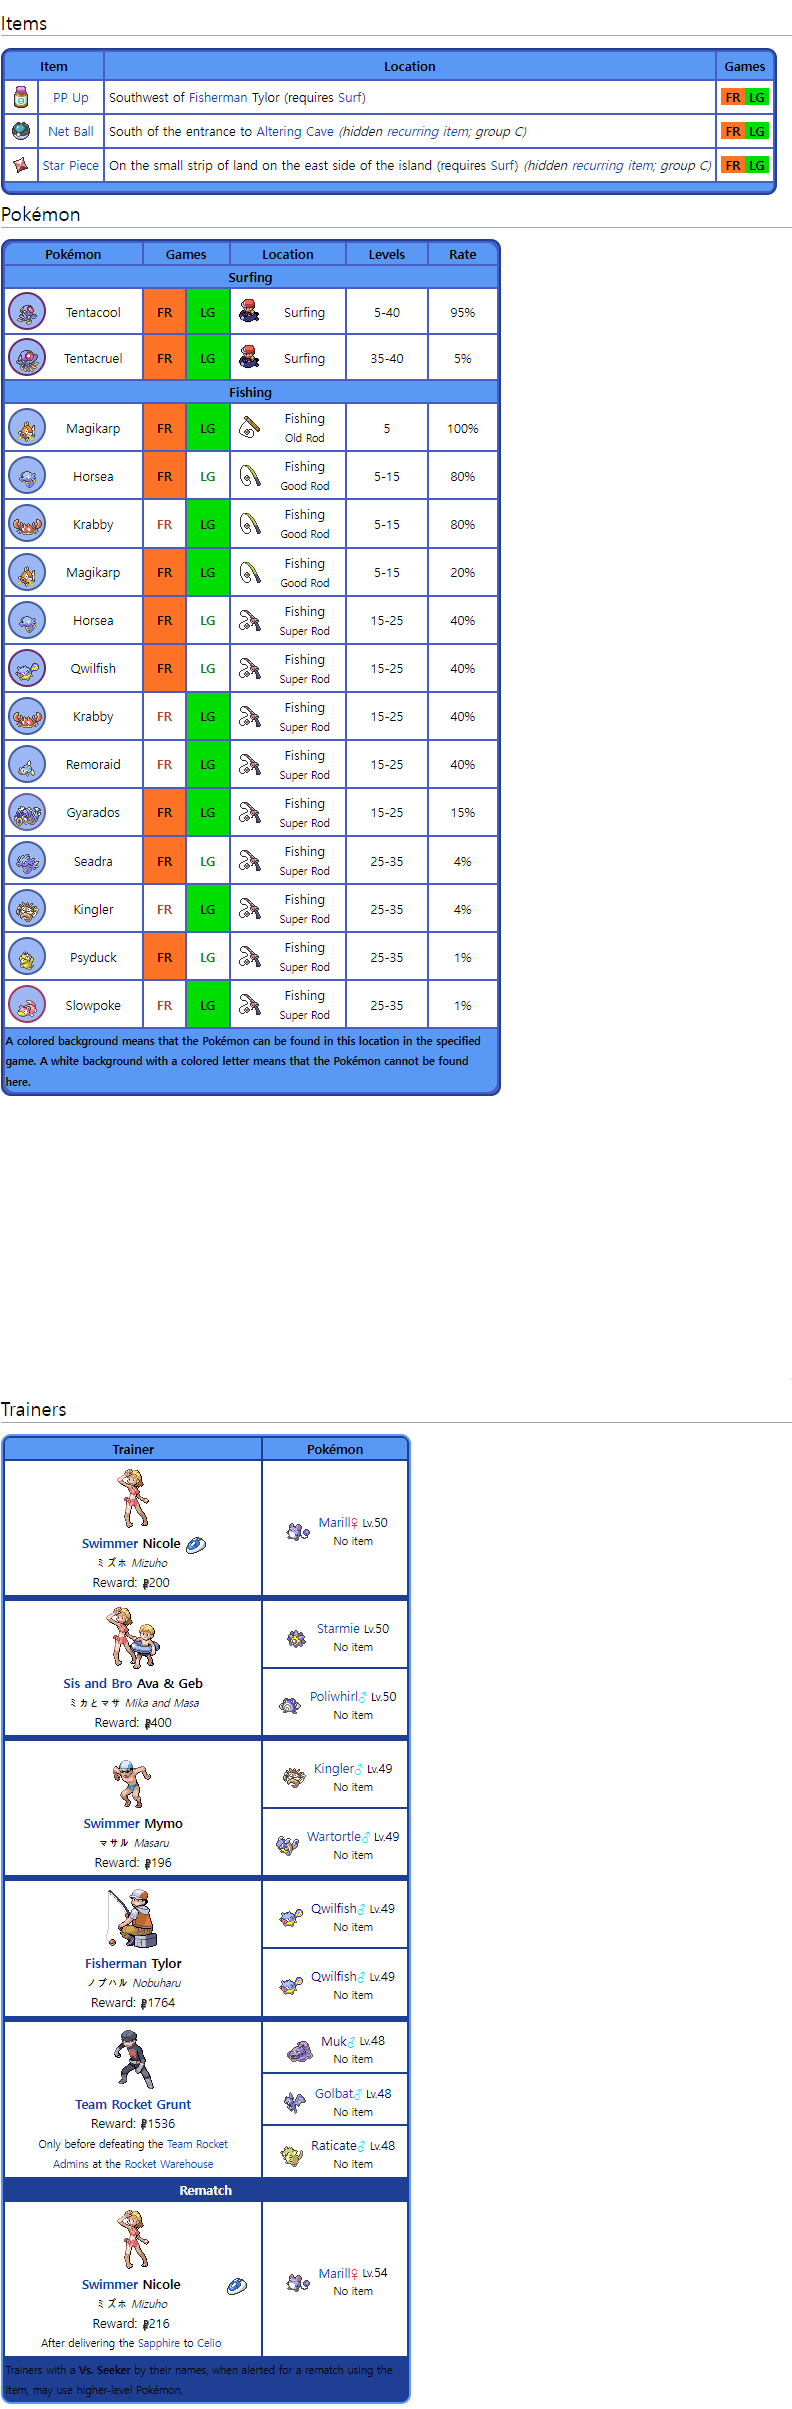 Items
Item Location Games
PP Up Southwest of Fisherman Tylor (requires Surf) FR LG
Net Ball South of the entrance to Altering Cave (hidden recurring item; group C) FR LG
Star Piece On the small strip of land on the east side of the island (requires Surf) (hidden recurring item; group C) FR LG
Pokémon
Pokémon Games Location Levels Rate
Surfing
Tentacool FR LG Surfing 5-40 95%
Tentacruel FR LG Surfing 35-40 5%
Fishing
Magikarp FR LG Fishing Old Rod 5 100%
Horsea FR LG Fishing Good Rod 5-15 80%
Krabby FR LG Fishing Good Rod 5-15 80%
Magikarp FR LG Fishing Good Rod 5-15 20%
Horsea FR LG Fishing Super Rod 15-25 40%
Qwilfish FR LG Fishing Super Rod 15-25 40%
Krabby FR LG Fishing Super Rod 15-25 40%
Remoraid FR LG Fishing Super Rod 15-25 40%
Gyarados FR LG Fishing Super Rod 15-25 15%
Seadra FR LG Fishing Super Rod 25-35 4%
Kingler FR LG Fishing Super Rod 25-35 4%
Psyduck FR LG Fishing Super Rod 25-35 1%
Slowpoke FR LG Fishing Super Rod 25-35 1%
A colored background means that the Pokémon can be found in this location in the specified
game. A white background with a colored letter means that the Pokémon cannot be found
here.
Trainers
Trainer Pokémon
Swimmer Nicole
ミズホ Mizuho
Reward: 200
Marill♀ Lv.50
No item
Sis and Bro Ava & Geb
ミカとマサ Mika and Masa
Reward: 400
Starmie Lv.50
No item
Poliwhirl♂ Lv.50
No item
Swimmer Mymo
マサル Masaru
Reward: 196
Kingler♂ Lv.49
No item
Wartortle♂ Lv.49
No item
Fisherman Tylor
ノブハル Nobuharu
Reward: 1764
Qwilfish♂ Lv.49
No item
Qwilfish♂ Lv.49
No item
Team Rocket Grunt
Reward: 1536
Only before defeating the Team Rocket
Admins at the Rocket Warehouse
Muk♂ Lv.48
No item
Golbat♂ Lv.48
No item
Raticate♂ Lv.48
No item
Rematch
Swimmer Nicole
ミズホ Mizuho
Reward: 216
After delivering the Sapphire to Celio
Marill♀ Lv.54
No item
Trainers with a Vs. Seeker by their names, when alerted for a rematch using the
item, may use higher-level Pokémon.